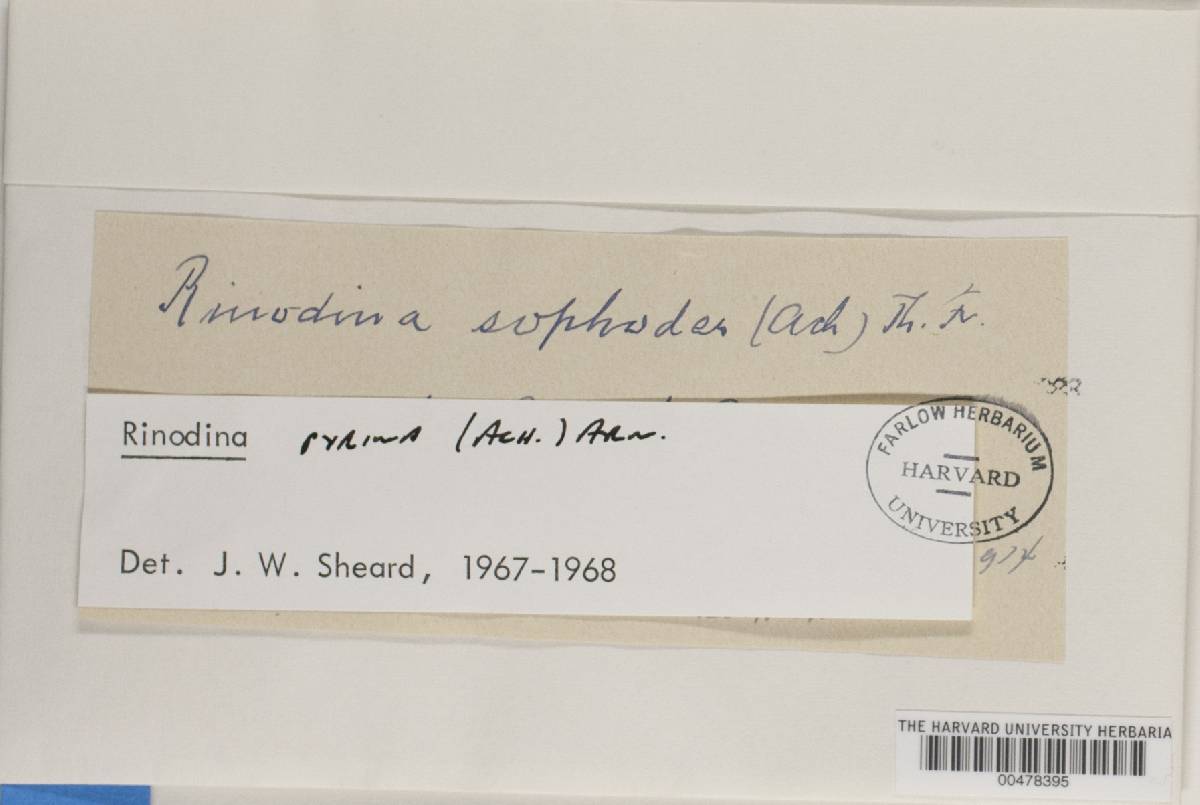 Rinodina sophodes (Ach) Th. Fr.
Rinodina pyrina (Ach.) Arn.
Det. J. W. Sheard, 1967-1968
FARLOW HERBARIUM
HARVARD
UNIVERSITY
THE HARVARD UNIVERSITY HERBARIA
00478395